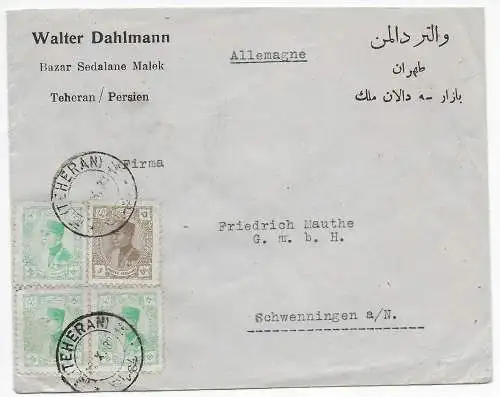 Walter Dahlmann
Bazar Sedalane Malek
Teheran / Persien
Allemagne
والتر دالمن
طهران
بازار - سه دالان ملك
Firma
Friedrich Mauthe
G. m. b. H.
Schwenningen a/N.
TEHERAN
TEHERAN